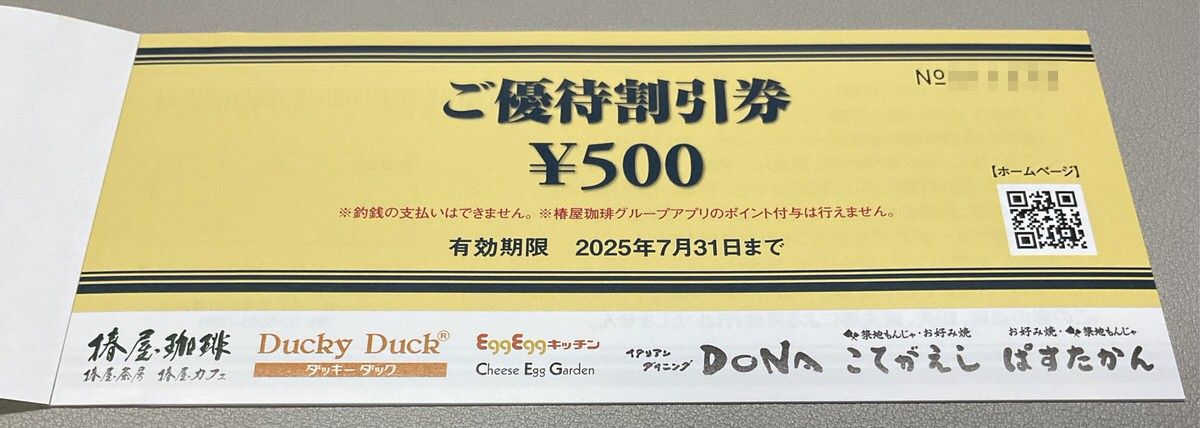 №
ご優待割引券
¥500
【ホームページ】
※釣銭の支払いはできません。※椿屋珈琲グループアプリのポイント付与は行えません。
有効期限 2025年7月31日まで
椿屋珈琲
椿屋茶房 椿屋カフェ
Ducky Duck®
ダッキーダック
EggEggキッチン
Cheese Egg Garden
イタリアン
ダイニング
DONA
築地もんじゃ・お好み焼
こてがえし
お好み焼・築地もんじゃ
ぱすたかん